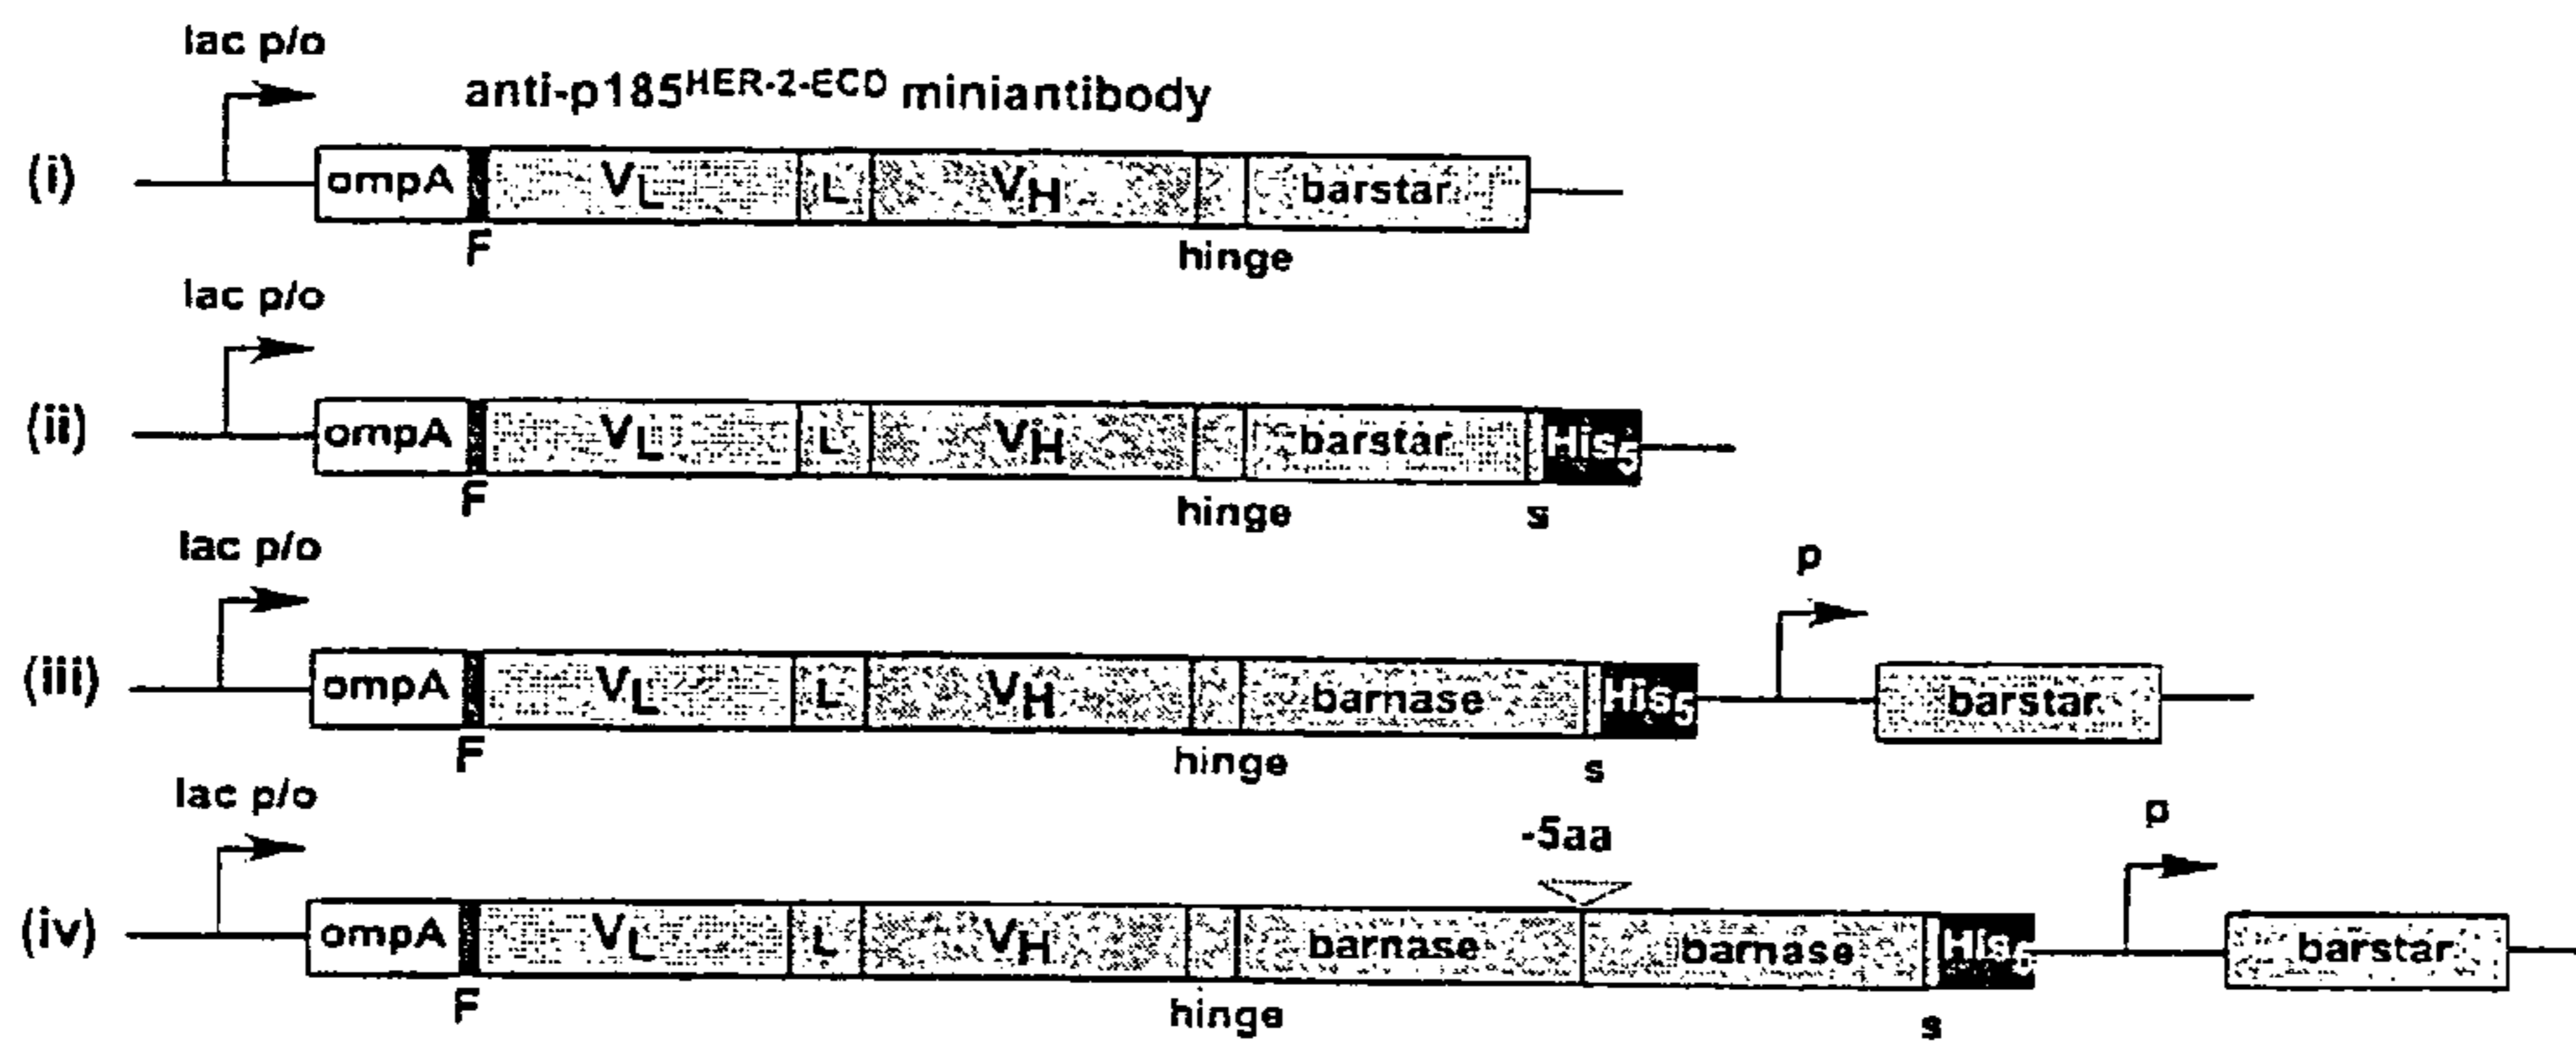 lac p/o
anti-p185HER-2-ECD miniantibody
(i) ompA VL L VH barstar
F hinge
lac p/o
(ii) ompA VL L VH barstar His5
F hinge s
lac p/o p
(iii) ompA VL L VH barnase His5 barstar
F hinge s
lac p/o -5aa p
(iv) ompA VL L VH barnase barnase His5 barstar
F hinge s